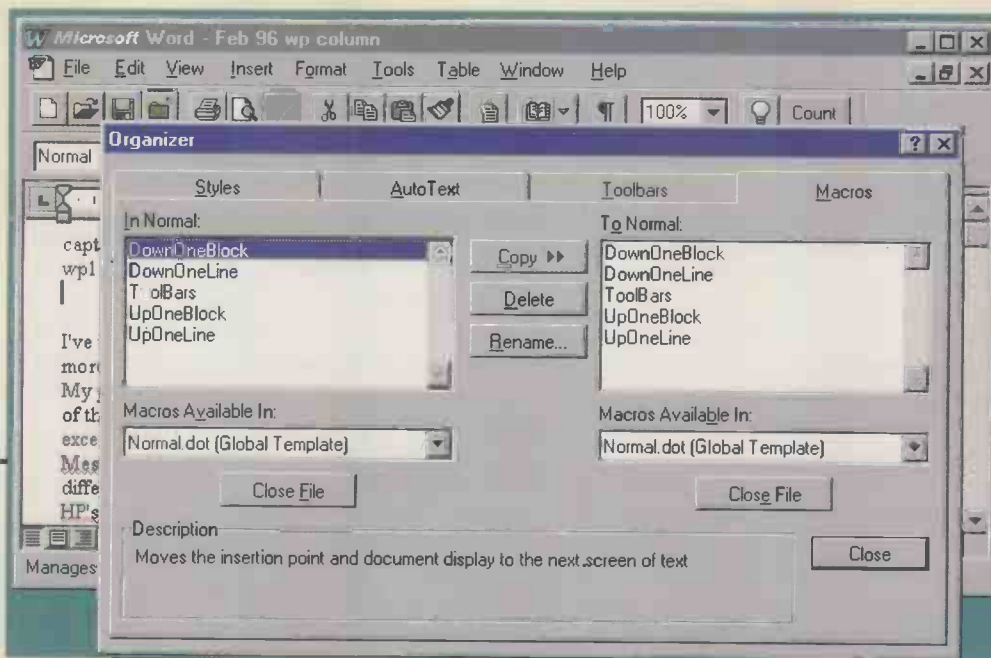 Microsoft Word - Feb 96 wp column
File Edit View Insert Format Tools Table Window Help
100% Count
Organizer
Normal
Styles AutoText Toolbars Macros
In Normal:
To Normal:
DownOneBlock
DownOneLine
T olBars
UpOneBlock
UpOneLine
Copy
Delete
Rename...
DownOneBlock
DownOneLine
ToolBars
UpOneBlock
UpOneLine
Macros Available In:
Macros Available In:
Normal.dot (Global Template)
Normal.dot (Global Template)
Close File
Close File
Description
Moves the insertion point and document display to the next screen of text
Close
capt
wp1
I've
more
My
of th
exce
Mes
diffe
HP's
Manages